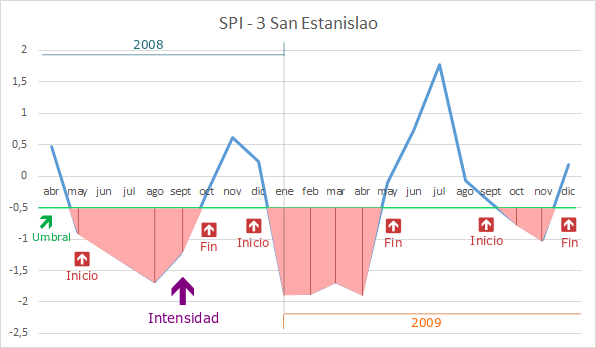 SPI - 3 San Estanislao
2008
2
1,5
1
0,5
0
-0,5
-1
-1,5
-2
-2,5
abr may jun jul ago sept oct nov dic ene feb mar abr may jun jul ago sept oct nov dic
Umbral
Inicio
Fin
Inicio
Fin
Inicio
Fin
Intensidad
2009